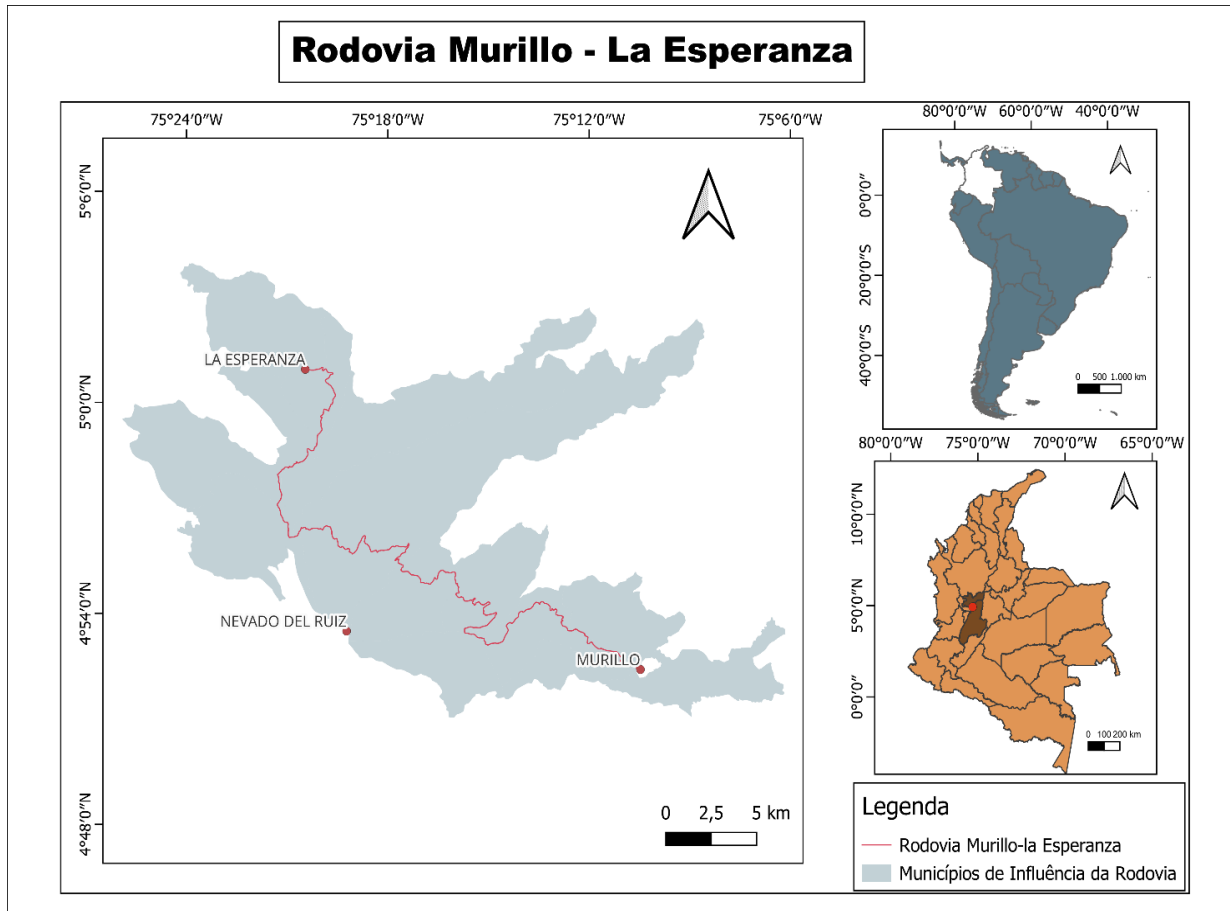 Rodovia Murillo - La Esperanza
75°24′0″W 75°18′0″W 75°12′0″W 75°6′0″W
5°6′0″N
5°0′0″N
4°54′0″N
4°48′0″N
LA ESPERANZA
NEVADO DEL RUIZ
MURILLO
0 2,5 5 km
80°0′0″W 60°0′0″W 40°0′0″W
0°0′0″
20°0′0″S
40°0′0″S
0 500 1.000 km
80°0′0″W 75°0′0″W 70°0′0″W 65°0′0″W
10°0′0″N
5°0′0″N
0°0′0″
0 100 200 km
Legenda
Rodovia Murillo-la Esperanza
Municípios de Influência da Rodovia